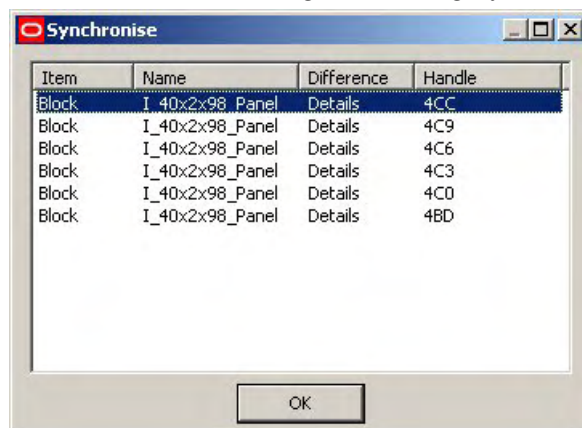 Synchronise
Item Name Difference Handle
Block I_40x2x98_Panel Details 4CC
Block I_40x2x98_Panel Details 4C9
Block I_40x2x98_Panel Details 4C6
Block I_40x2x98_Panel Details 4C3
Block I_40x2x98_Panel Details 4C0
Block I_40x2x98_Panel Details 4BD
OK